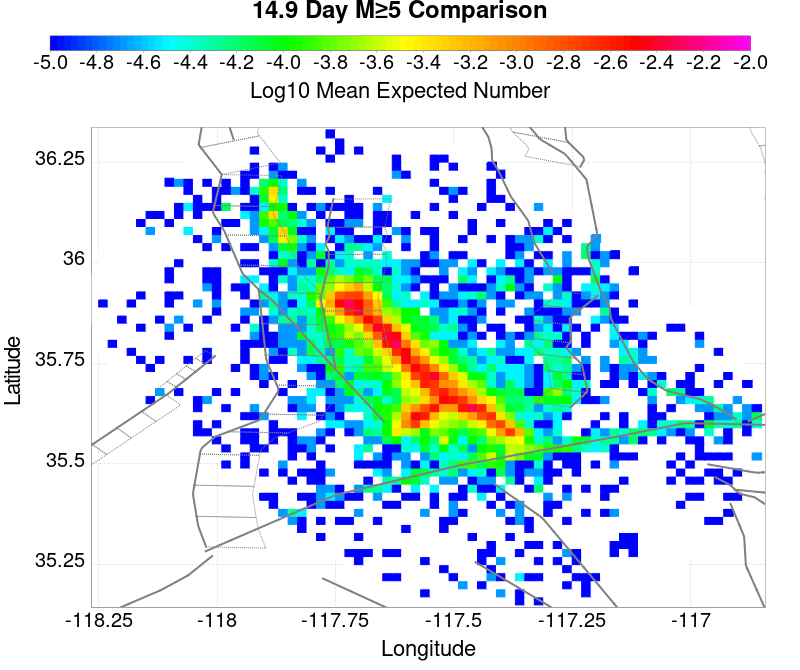 14.9 Day M≥5 Comparison
-5.0 -4.8 -4.6 -4.4 -4.2 -4.0 -3.8 -3.6 -3.4 -3.2 -3.0 -2.8 -2.6 -2.4 -2.2 -2.0
Log10 Mean Expected Number
36.25
36
35.75
35.5
35.25
Latitude
-118.25 -118 -117.75 -117.5 -117.25 -117
Longitude